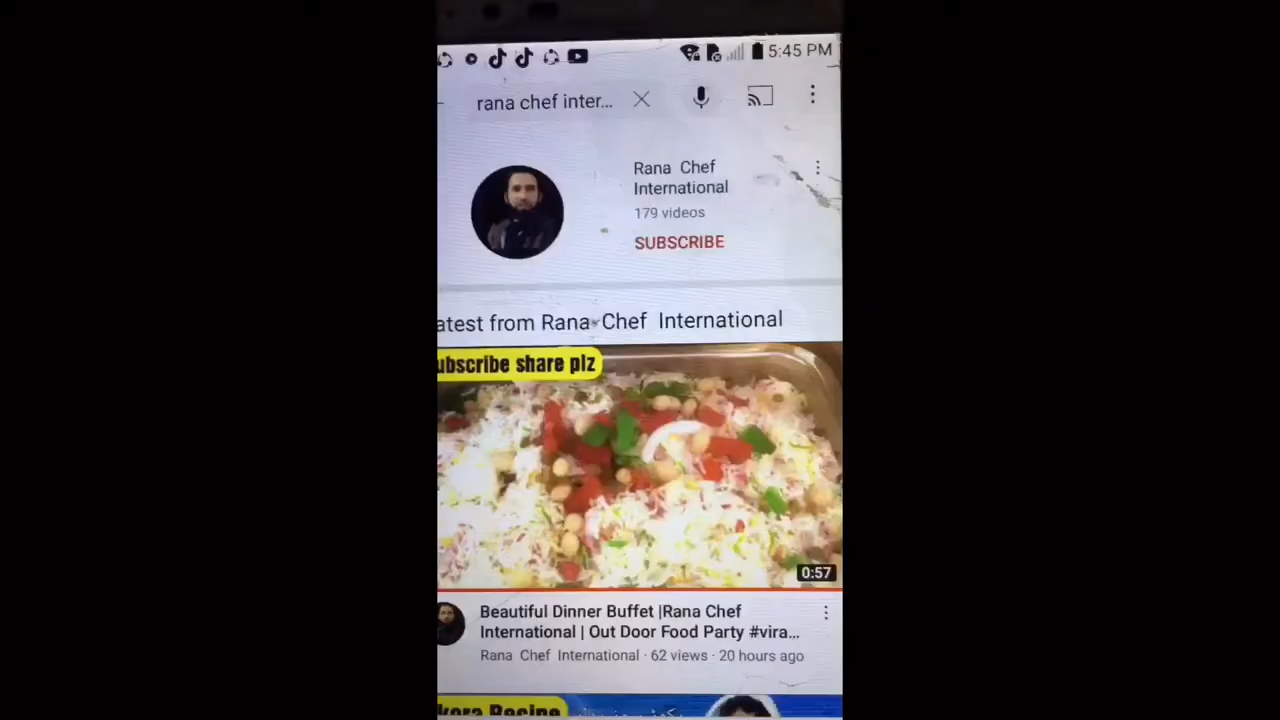 5:45 PM
rana chef inter...
Rana Chef
International
179 videos
SUBSCRIBE
atest from Rana Chef International
ubscribe share plz
0:57
Beautiful Dinner Buffet |Rana Chef
International | Out Door Food Party #vira...
Rana Chef International · 62 views · 20 hours ago
kora Recipe